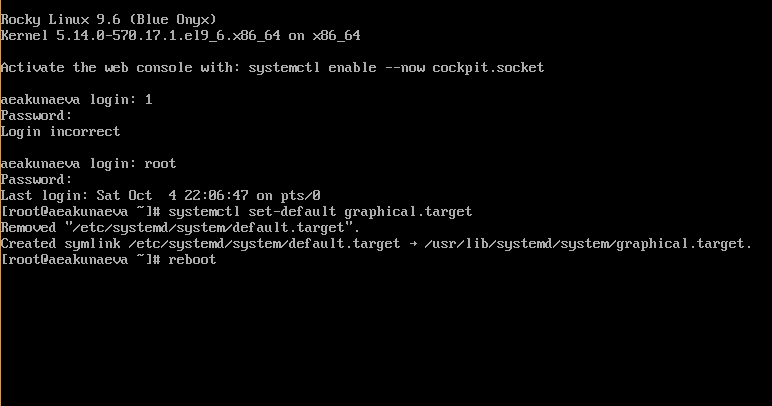 Rocky Linux 9.6 (Blue Onyx)
Kernel 5.14.0-570.17.1.el9_6.x86_64 on x86_64
Activate the web console with: systemctl enable --now cockpit.socket
aeakunaeva login: 1
Password:
Login incorrect
aeakunaeva login: root
Password:
Last login: Sat Oct  4 22:06:47 on pts/0
[root@aeakunaeva ~]# systemctl set-default graphical.target
Removed "/etc/systemd/system/default.target".
Created symlink /etc/systemd/system/default.target → /usr/lib/systemd/system/graphical.target.
[root@aeakunaeva ~]# reboot